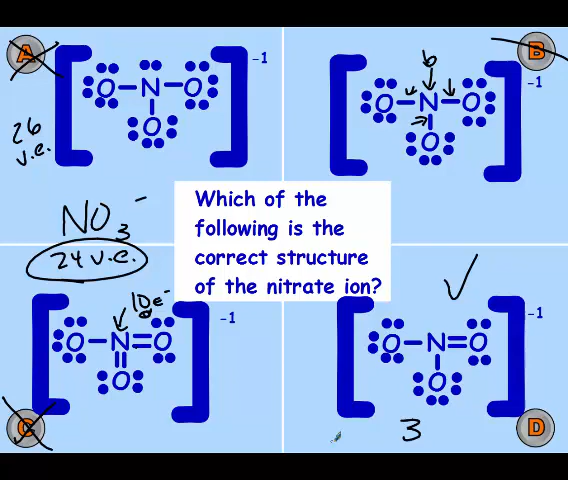 A
-1
N
O
O
O
26
v.e.
B
6
-1
O
N
O
O
NO3-
24 v.e.
Which of the
following is the
correct structure
of the nitrate ion?
C
10e-
-1
O
N
O
O
D
-1
O
N
O
O
3